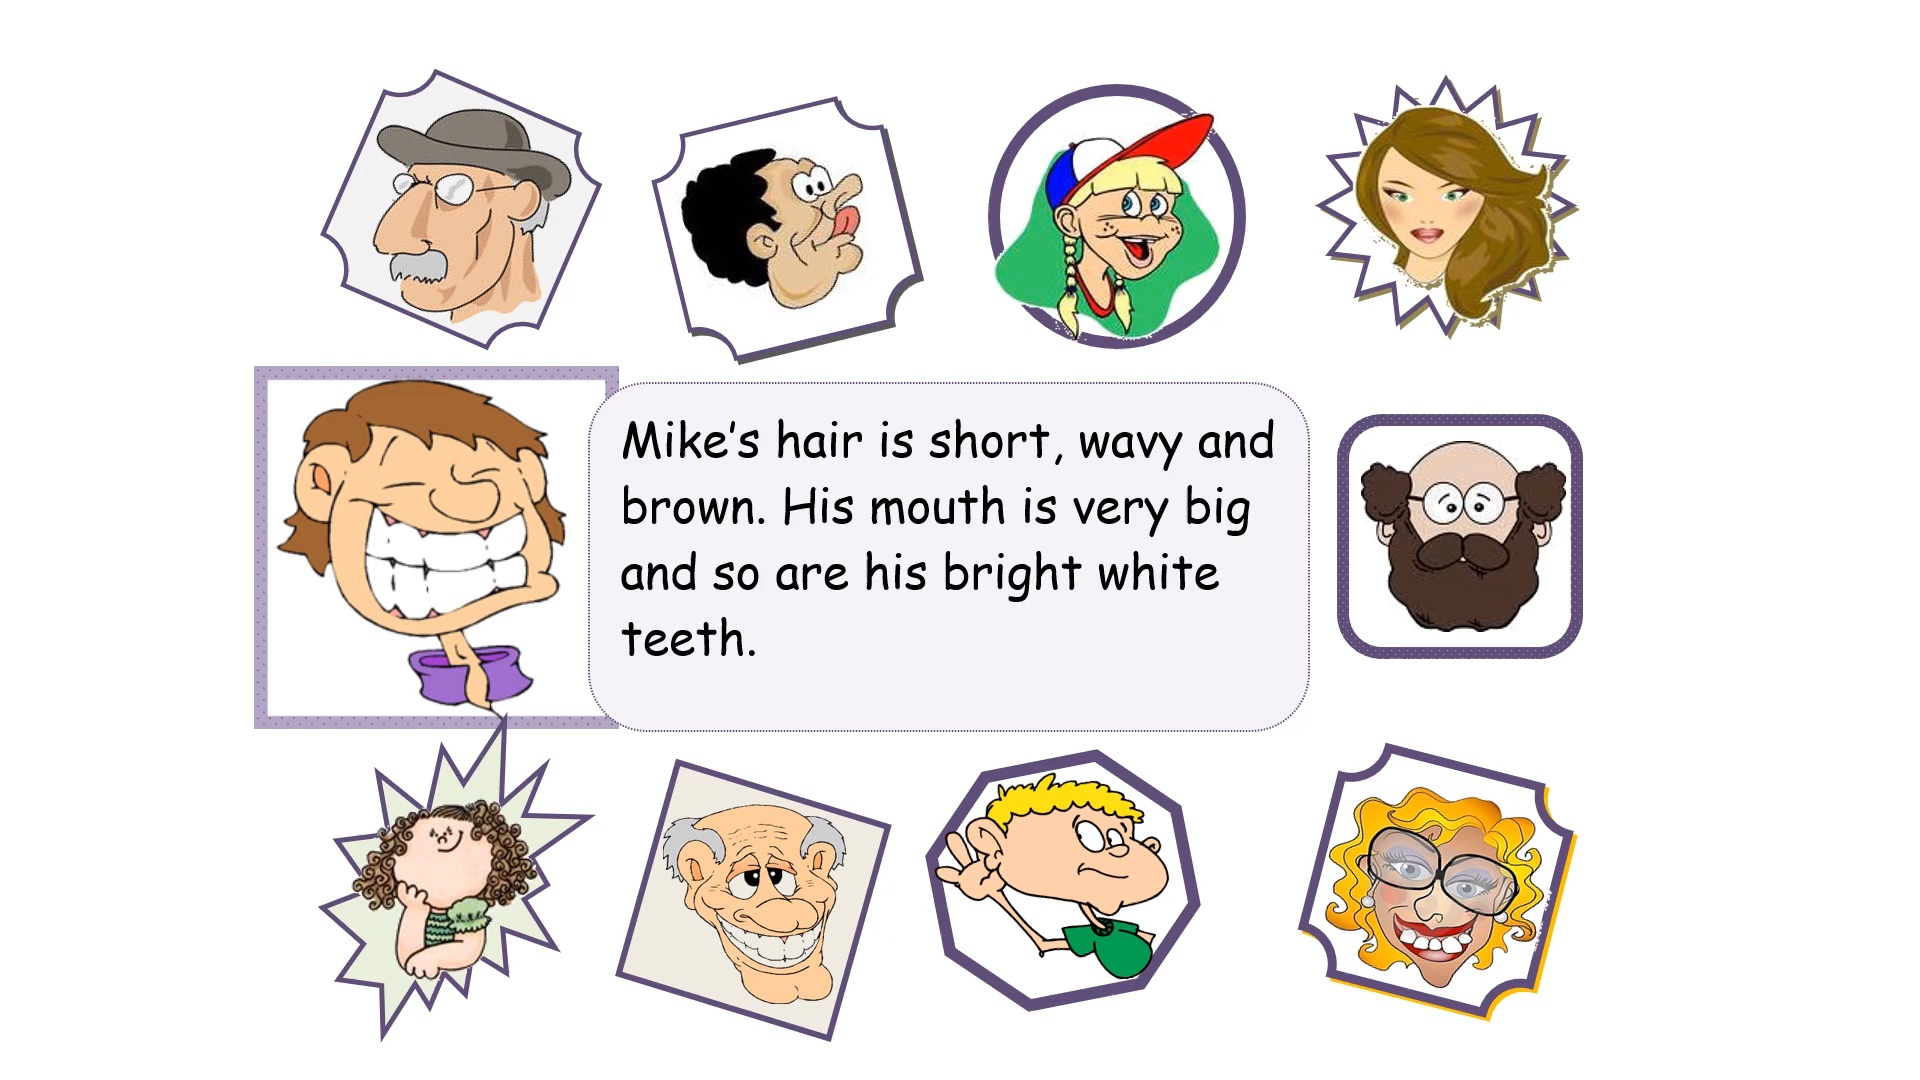 Mike’s hair is short, wavy and
brown. His mouth is very big
and so are his bright white
teeth.